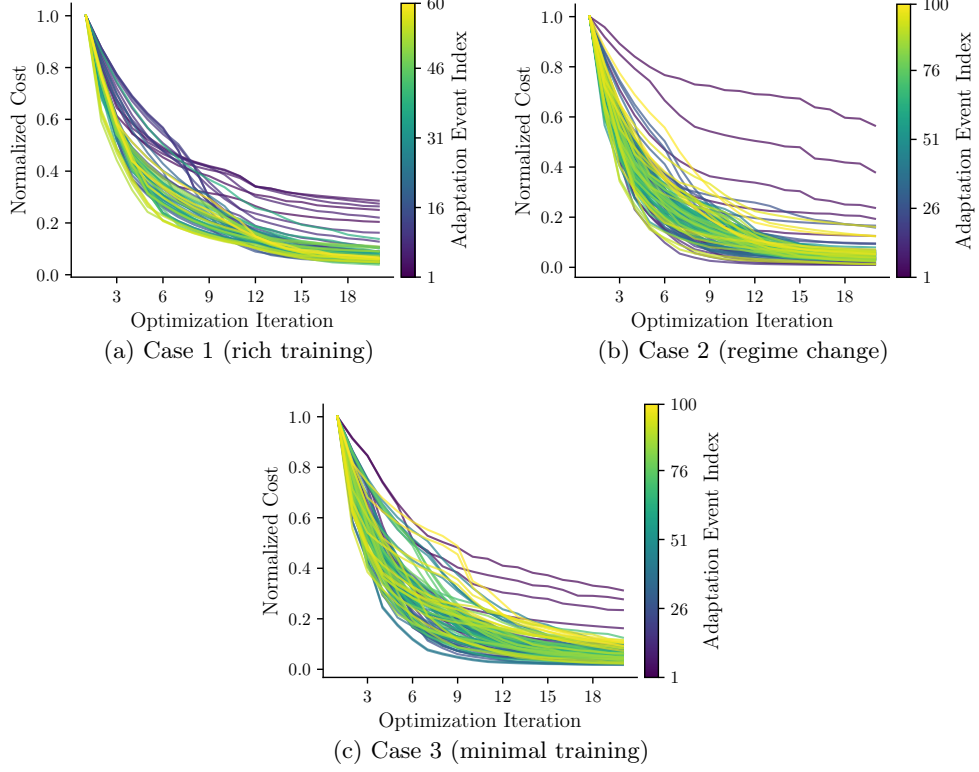 1.0
0.8
0.6
0.4
0.2
0.0
Normalized Cost
3 6 9 12 15 18
Optimization Iteration
60
46
31
16
1
Adaptation Event Index
(a) Case 1 (rich training)
1.0
0.8
0.6
0.4
0.2
0.0
Normalized Cost
3 6 9 12 15 18
Optimization Iteration
100
76
51
26
1
Adaptation Event Index
(b) Case 2 (regime change)
1.0
0.8
0.6
0.4
0.2
0.0
Normalized Cost
3 6 9 12 15 18
Optimization Iteration
100
76
51
26
1
Adaptation Event Index
(c) Case 3 (minimal training)